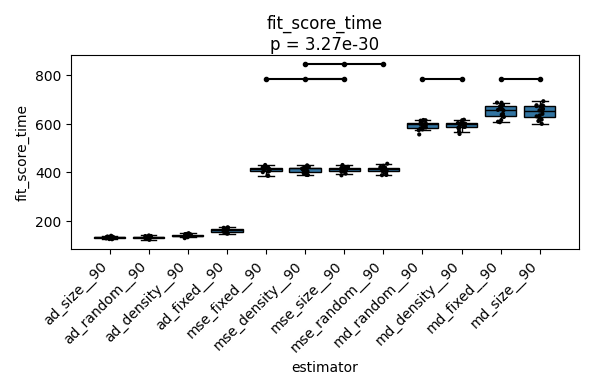 fit_score_time
p = 3.27e-30
fit_score_time
800
600
400
200
ad_size__90
ad_random__90
ad_density__90
ad_fixed__90
mse_fixed__90
mse_density__90
mse_size__90
mse_random__90
md_random__90
md_density__90
md_fixed__90
md_size__90
estimator